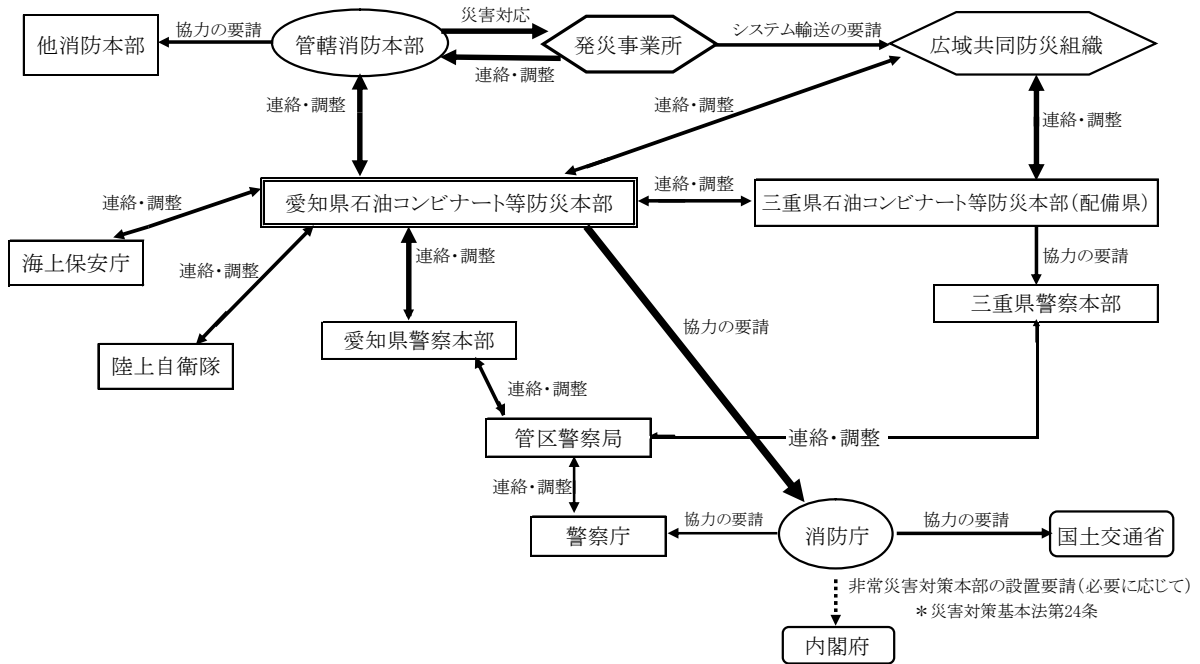 災害対応
他消防本部
協力の要請
管轄消防本部
発災事業所
システム輸送の要請
広域共同防災組織
連絡・調整
連絡・調整
連絡・調整
連絡・調整
愛知県石油コンビナート等防災本部
連絡・調整
三重県石油コンビナート等防災本部(配備県)
連絡・調整
海上保安庁
連絡・調整
連絡・調整
協力の要請
三重県警察本部
愛知県警察本部
協力の要請
陸上自衛隊
連絡・調整
管区警察局
連絡・調整
連絡・調整
警察庁
協力の要請
消防庁
協力の要請
国土交通省
非常災害対策本部の設置要請(必要に応じて)
＊災害対策基本法第24条
内閣府